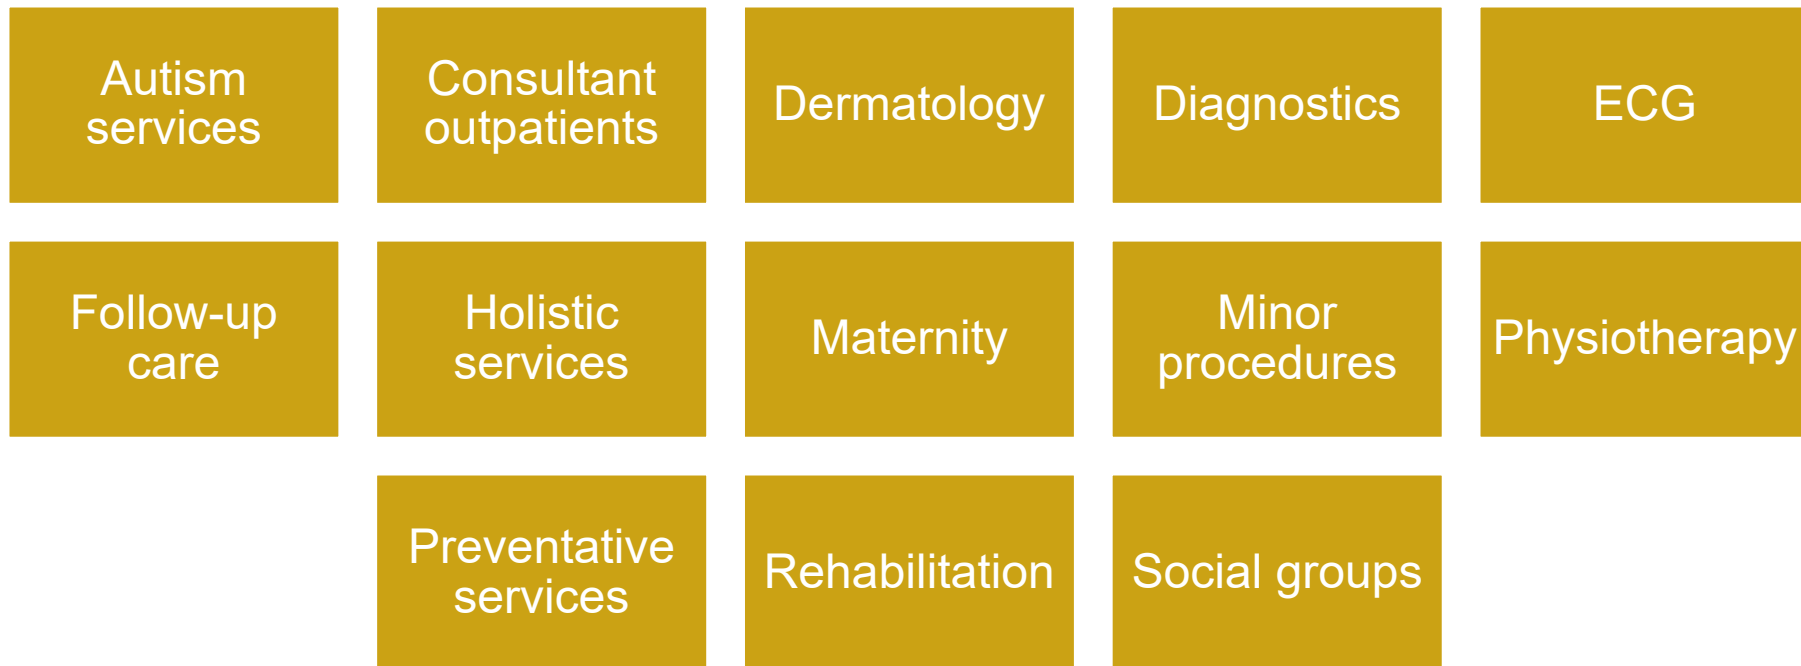 Autism
services
Consultant
outpatients
Dermatology
Diagnostics
ECG
Follow-up
care
Holistic
services
Maternity
Minor
procedures
Physiotherapy
Preventative
services
Rehabilitation
Social groups